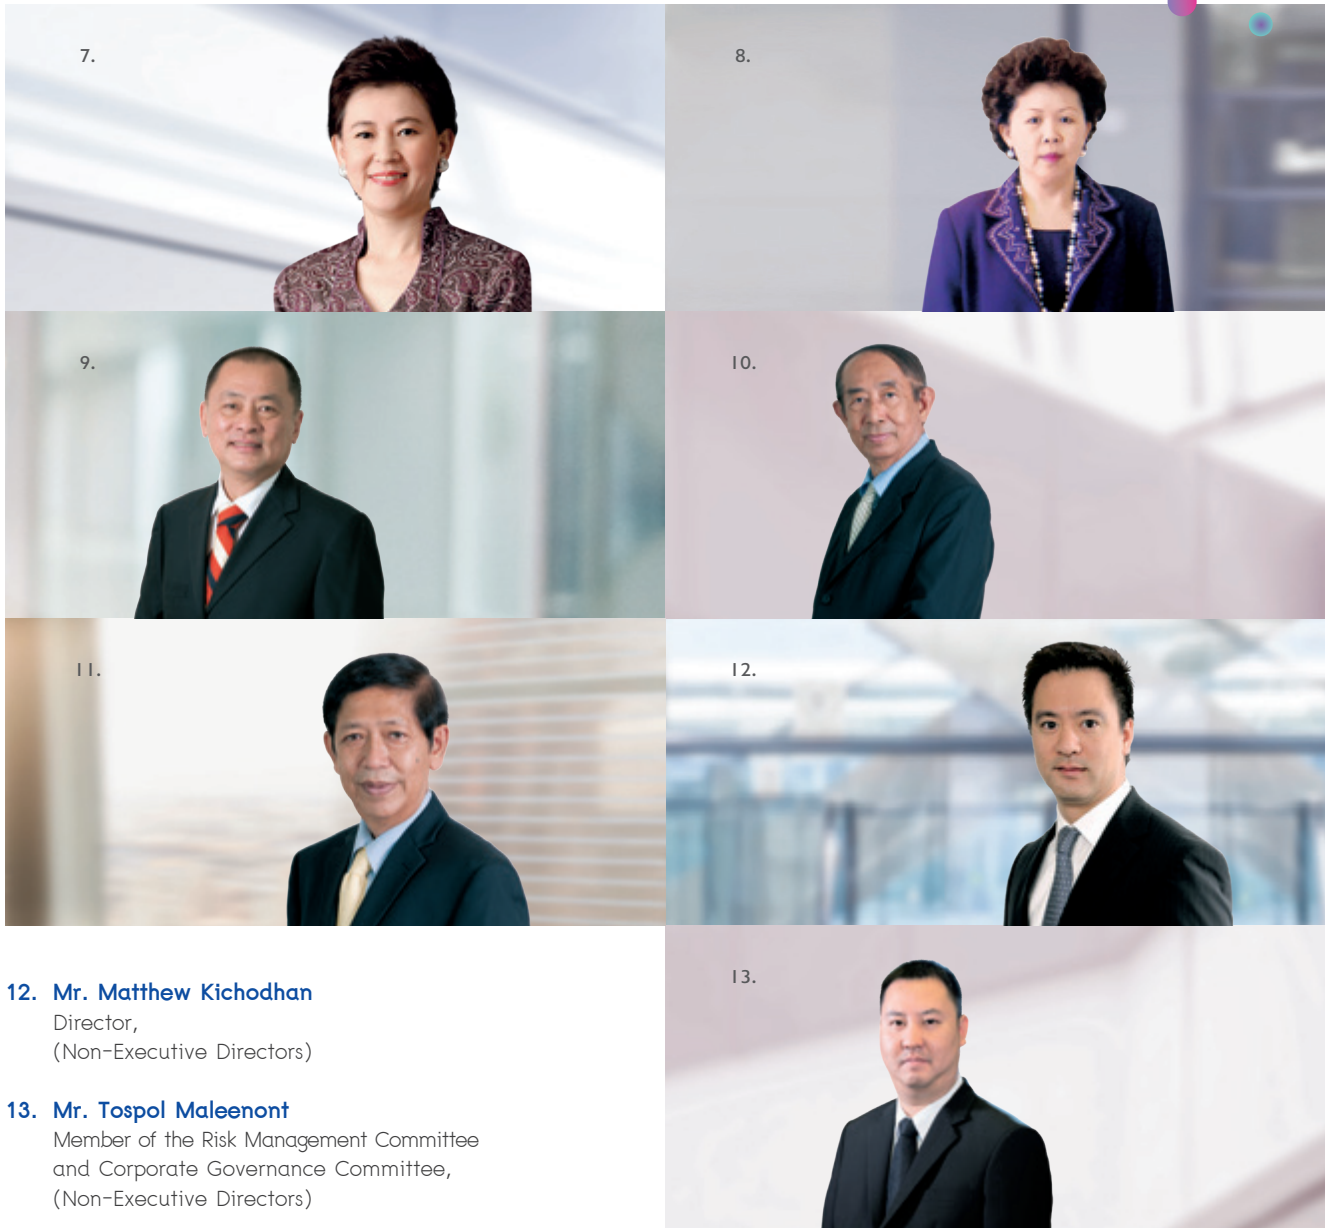 7.
8.
9.
10.
11.
12.
13.
12. Mr. Matthew Kichodhan
Director,
(Non-Executive Directors)
13. Mr. Tospol Maleenont
Member of the Risk Management Committee
and Corporate Governance Committee,
(Non-Executive Directors)